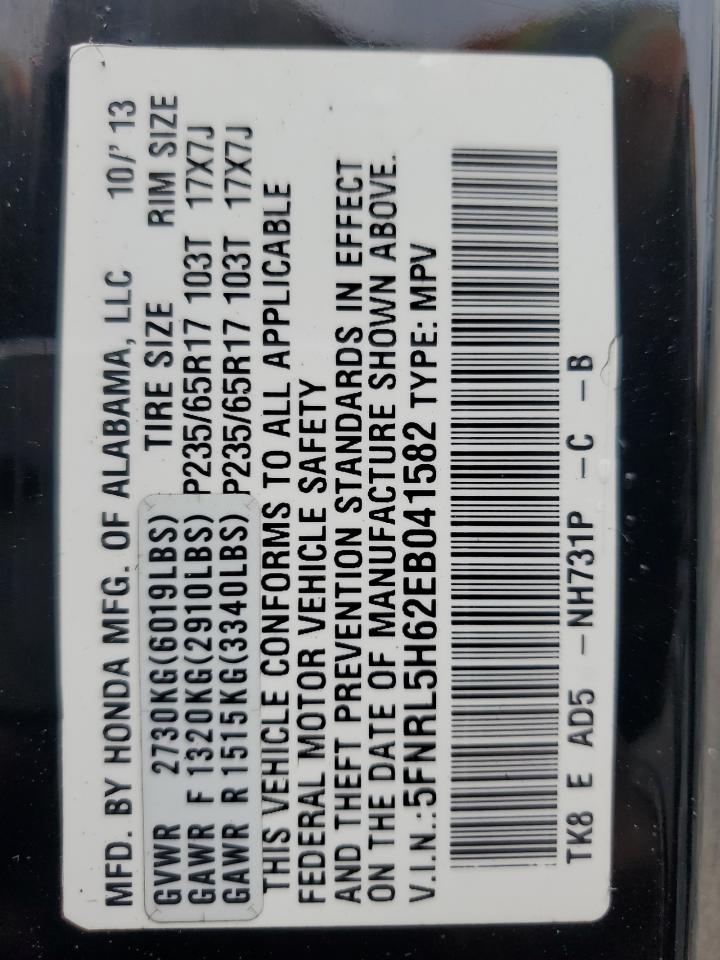 MFD. BY HONDA MFG. OF ALABAMA, LLC 10/' 13
TIRE SIZE RIM SIZE
GVWR 2730KG(6019LBS)
GAWR F 1320KG(2910LBS) P235/65R17 103T 17X7J
GAWR R 1515KG(3340LBS) P235/65R17 103T 17X7J
THIS VEHICLE CONFORMS TO ALL APPLICABLE
FEDERAL MOTOR VEHICLE SAFETY
AND THEFT PREVENTION STANDARDS IN EFFECT
ON THE DATE OF MANUFACTURE SHOWN ABOVE.
V.I.N.:5FNRL5H62EB041582 TYPE: MPV
TK8 E AD5 -NH731P -C -B